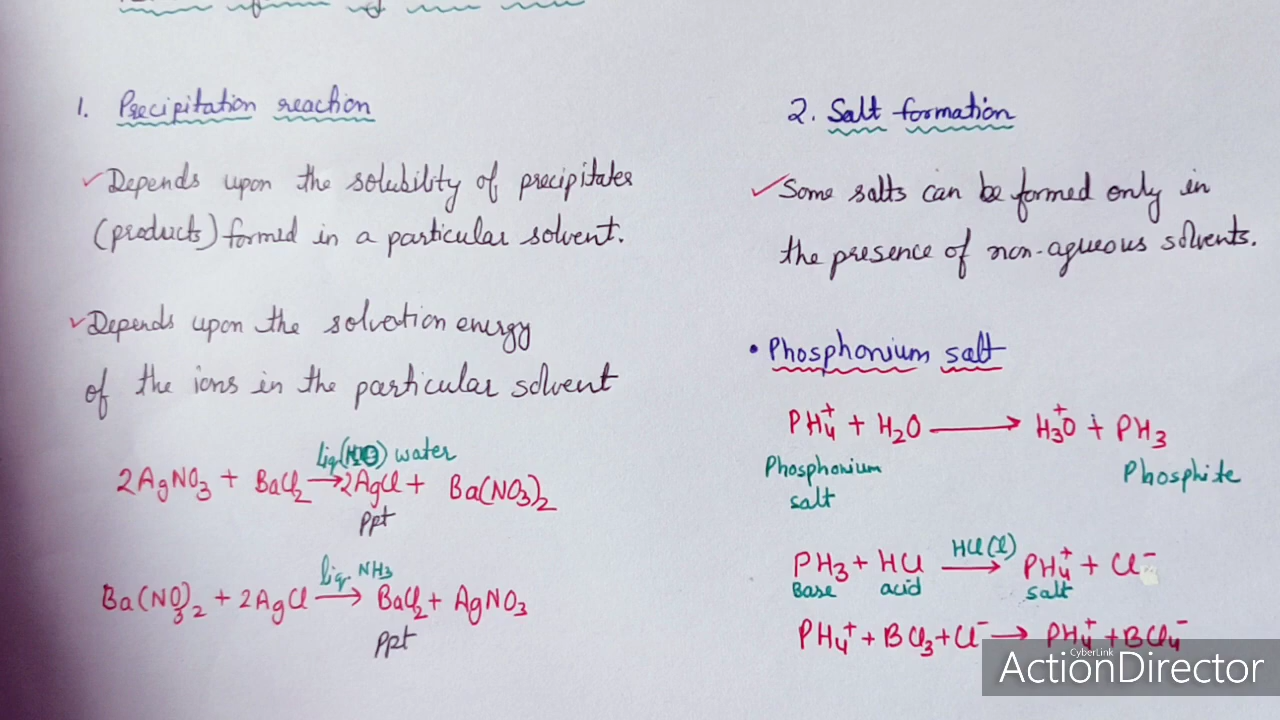 1. Precipitation reaction
✓Depends upon the solubility of precipitates
(products) formed in a particular solvent.
✓Depends upon the solvation energy
of the ions in the particular solvent
liq. water
2AgNO₃ + BaCl₂ → 2AgCl + Ba(NO₃)₂
ppt
liq. NH₃
Ba(NO₃)₂ + 2AgCl → BaCl₂ + AgNO₃
ppt
2. Salt formation
✓Some salts can be formed only in
the presence of non-aqueous solvents.
• Phosphonium salt
PH₄⁺ + H₂O → H₃O⁺ + PH₃
Phosphonium Phosphite
salt
HCl(l)
PH₃ + HCl → PH₄⁺ + Cl⁻
Base acid salt
PH₄⁺ + BCl₃ + Cl⁻ → PH₄⁺ + BCl₄⁻
CyberLink
ActionDirector